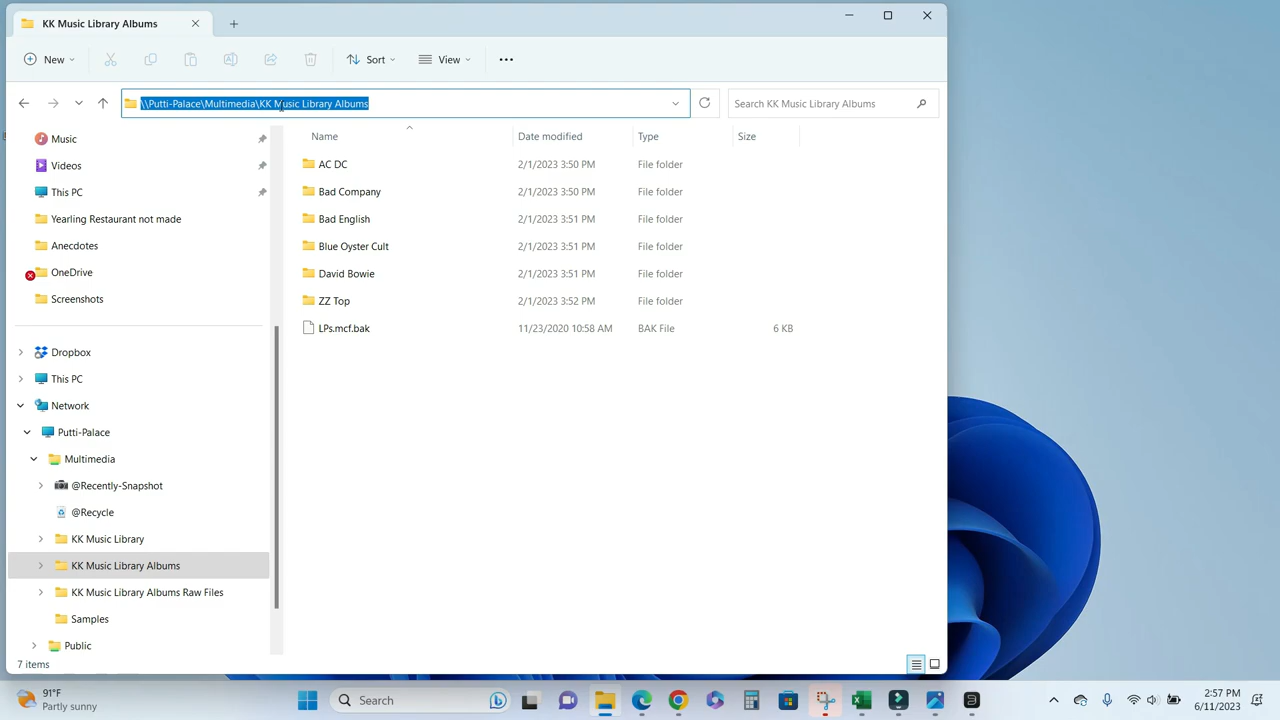 KK Music Library Albums
New
Sort
View
\\Putti-Palace\Multimedia\KK Music Library Albums
Search KK Music Library Albums
Music
Videos
This PC
Yearling Restaurant not made
Anecdotes
OneDrive
Screenshots
Dropbox
This PC
Network
Putti-Palace
Multimedia
@Recently-Snapshot
@Recycle
KK Music Library
KK Music Library Albums
KK Music Library Albums Raw Files
Samples
Public
Name Date modified Type Size
AC DC 2/1/2023 3:50 PM File folder
Bad Company 2/1/2023 3:50 PM File folder
Bad English 2/1/2023 3:51 PM File folder
Blue Oyster Cult 2/1/2023 3:51 PM File folder
David Bowie 2/1/2023 3:51 PM File folder
ZZ Top 2/1/2023 3:52 PM File folder
LPs.mcf.bak 11/23/2020 10:58 AM BAK File 6 KB
7 items
91°F
Partly sunny
Search
2:57 PM
6/11/2023